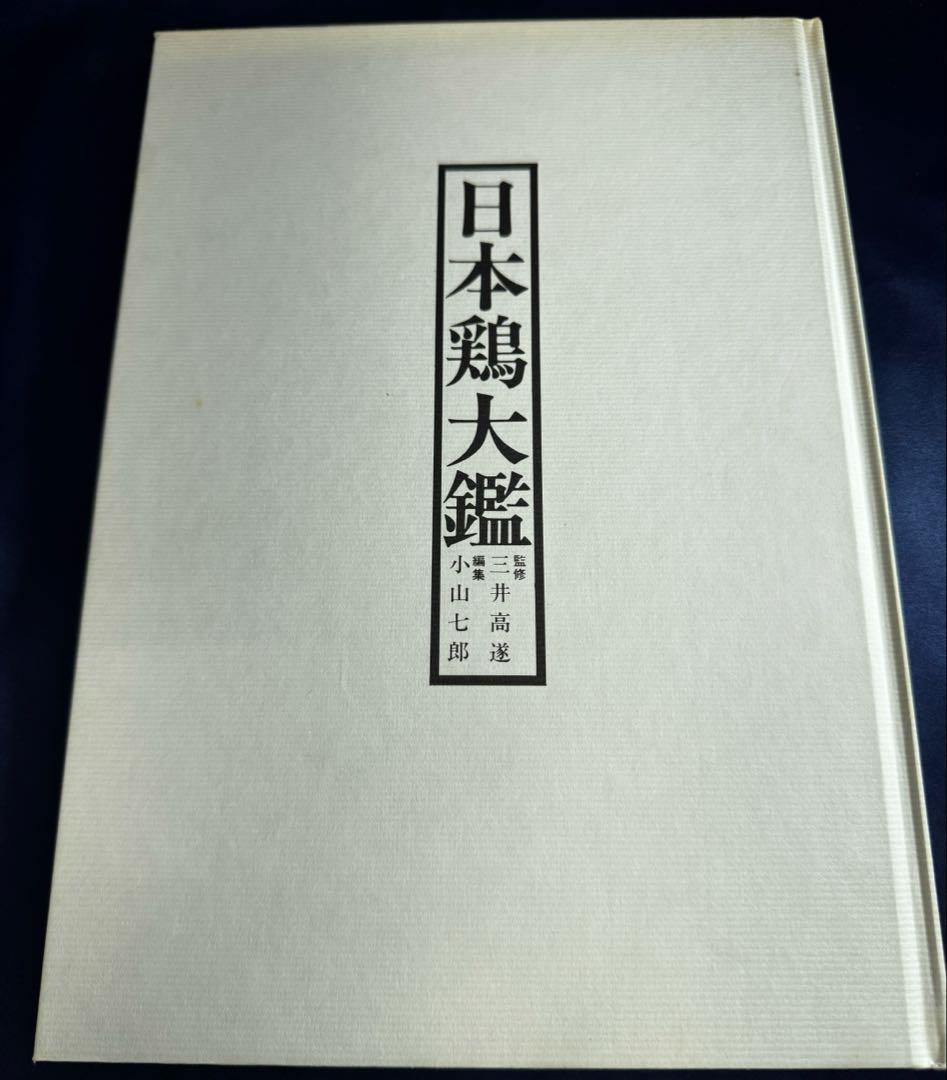 日本鶏大鑑
監修
三井高遂
編集
小山七郎